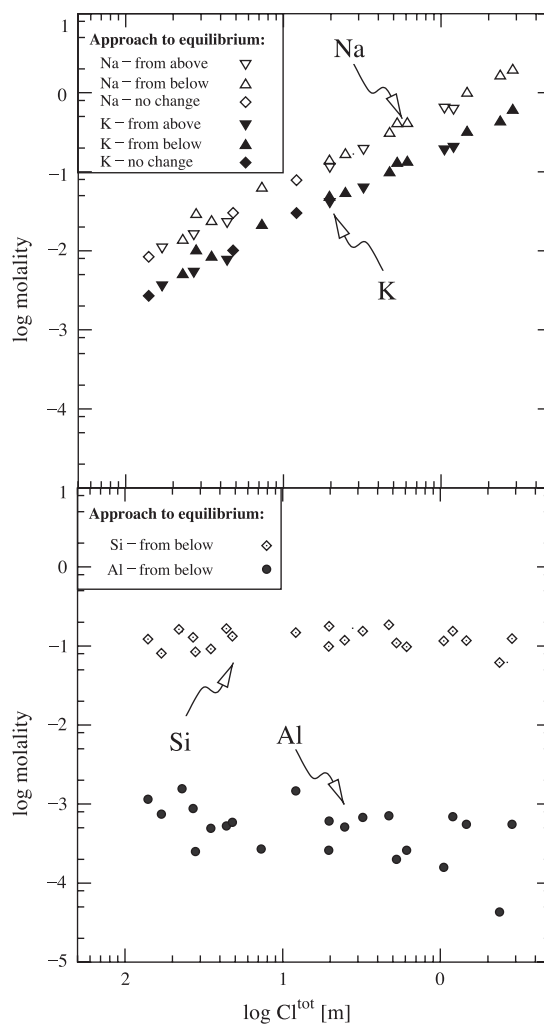 1
0
−1
−2
−3
−4
log molality
Approach to equilibrium:
Na – from above
Na – from below
Na – no change
K – from above
K – from below
K – no change
Na
K
1
0
−1
−2
−3
−4
−5
log molality
Approach to equilibrium:
Si – from below
Al – from below
Si
Al
2
1
0
log Cl^tot [m]